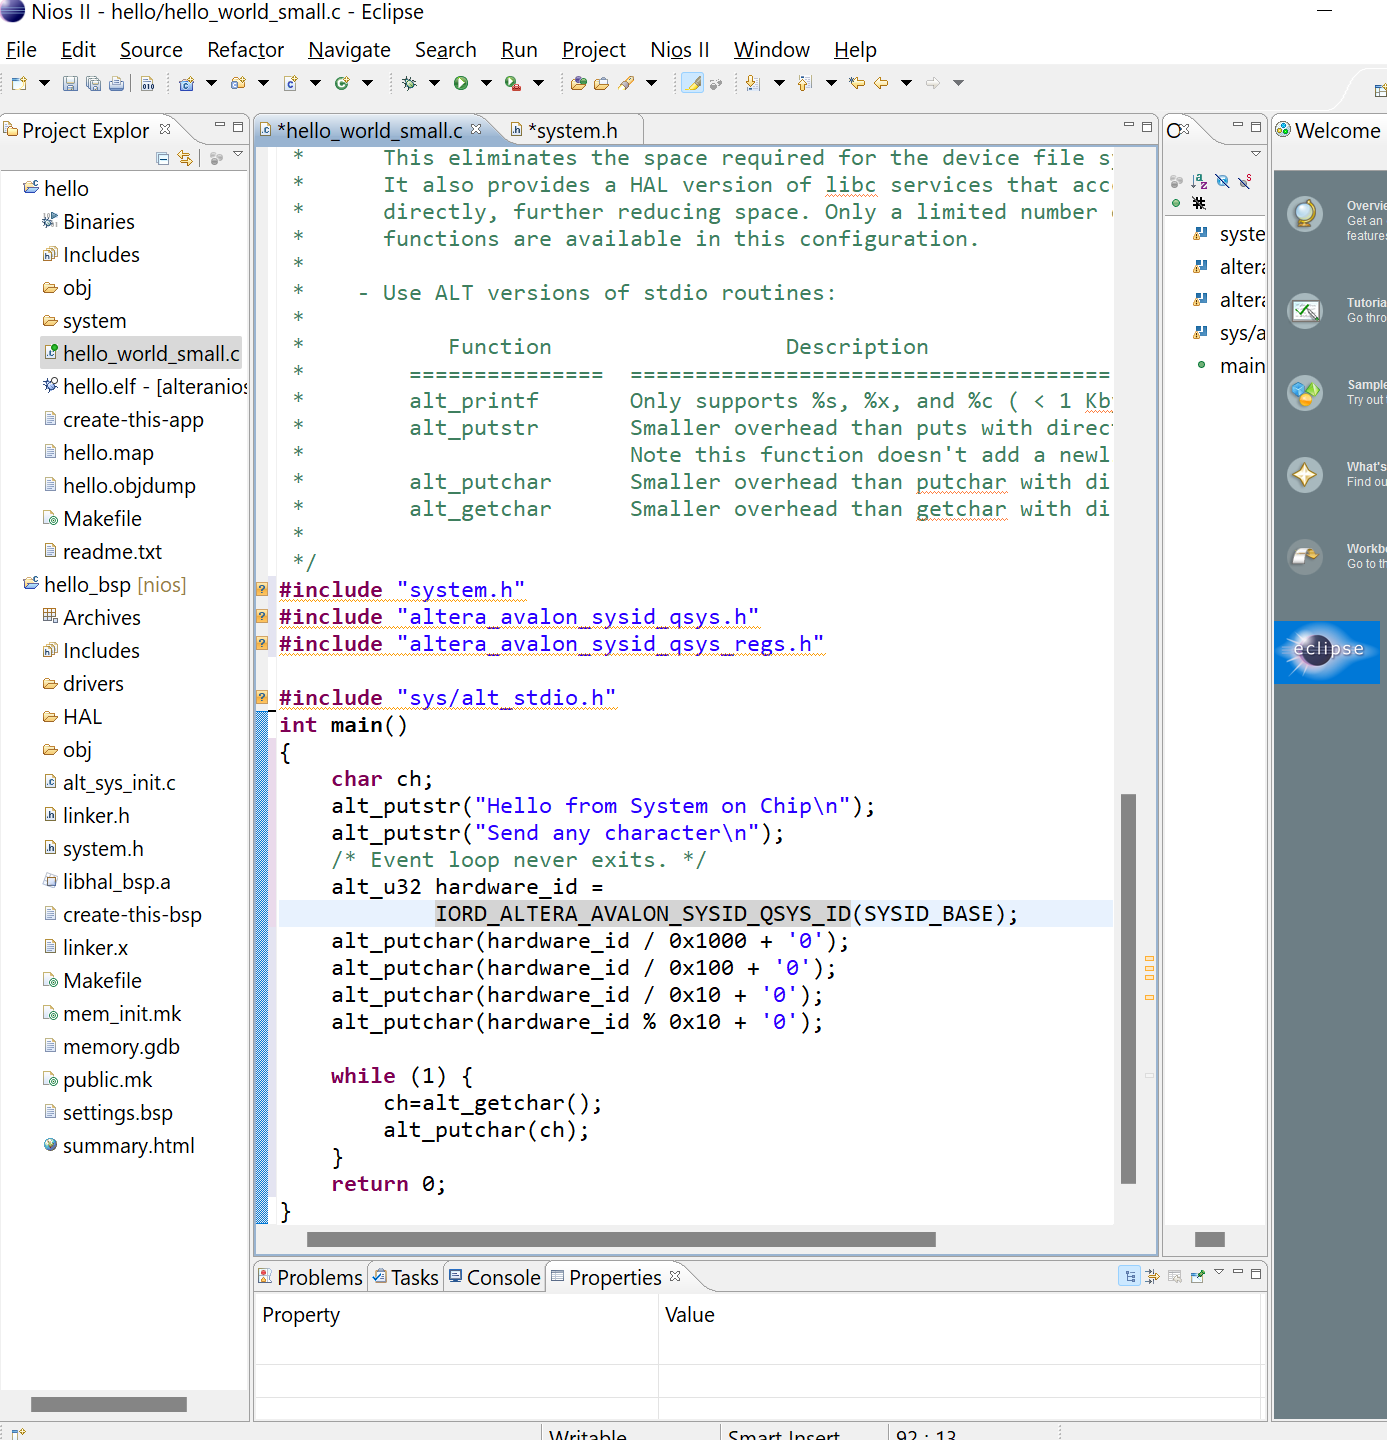 Nios II - hello/hello_world_small.c - Eclipse
File Edit Source Refactor Navigate Search Run Project Nios II Window Help
Project Explor
hello
Binaries
Includes
obj
system
hello_world_small.c
hello.elf - [alteranios
create-this-app
hello.map
hello.objdump
Makefile
readme.txt
hello_bsp [nios]
Archives
Includes
drivers
HAL
obj
alt_sys_init.c
linker.h
system.h
libhal_bsp.a
create-this-bsp
linker.x
Makefile
mem_init.mk
memory.gdb
public.mk
settings.bsp
summary.html
*hello_world_small.c *system.h
* This eliminates the space required for the device file s
* It also provides a HAL version of libc services that acc
* directly, further reducing space. Only a limited number
* functions are available in this configuration.
*
* - Use ALT versions of stdio routines:
*
* Function Description
* =============== =====================================
* alt_printf Only supports %s, %x, and %c ( < 1 Kb
* alt_putstr Smaller overhead than puts with direc
* Note this function doesn't add a newl
* alt_putchar Smaller overhead than putchar with di
* alt_getchar Smaller overhead than getchar with di
*
*/
#include "system.h"
#include "altera_avalon_sysid_qsys.h"
#include "altera_avalon_sysid_qsys_regs.h"
#include "sys/alt_stdio.h"
int main()
{
char ch;
alt_putstr("Hello from System on Chip\n");
alt_putstr("Send any character\n");
/* Event loop never exits. */
alt_u32 hardware_id =
IORD_ALTERA_AVALON_SYSID_QSYS_ID(SYSID_BASE);
alt_putchar(hardware_id / 0x1000 + '0');
alt_putchar(hardware_id / 0x100 + '0');
alt_putchar(hardware_id / 0x10 + '0');
alt_putchar(hardware_id % 0x10 + '0');
while (1) {
ch=alt_getchar();
alt_putchar(ch);
}
return 0;
}
syste
altera
altera
sys/a
main
Welcome
Overvie
Get an
features
Tutoria
Go thro
Sample
Try out
What's
Find ou
Workbe
Go to th
eclipse
Problems Tasks Console Properties
Property Value
Writable Smart Insert 92 : 13